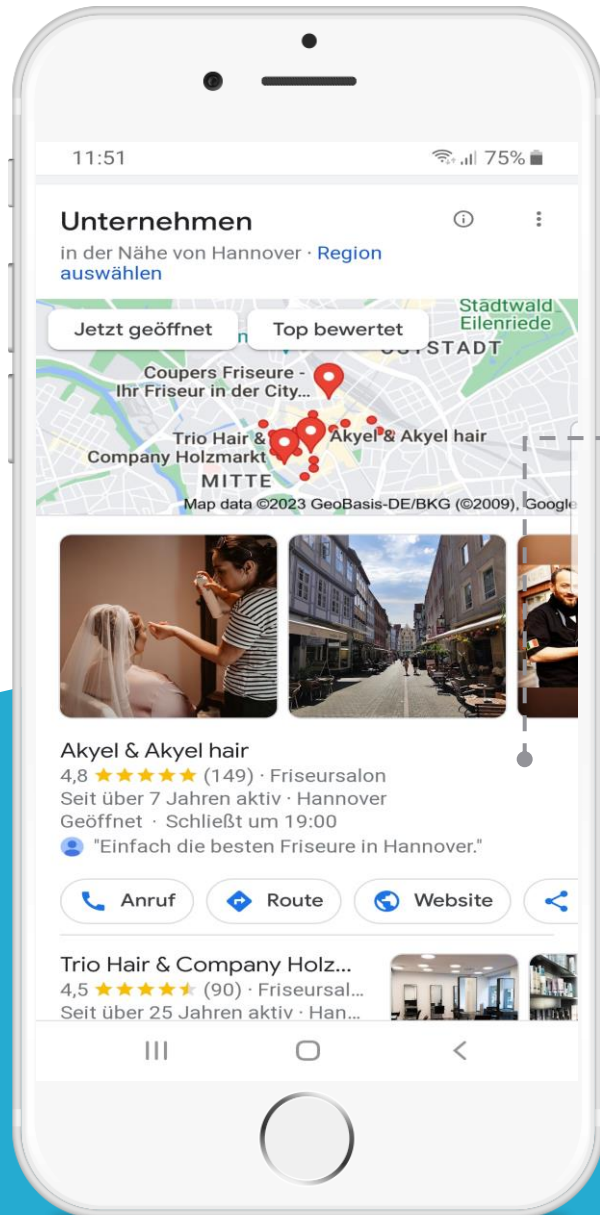 11:51 75%
Unternehmen
in der Nähe von Hannover · Region
auswählen
Stadtwald
Eilenriede
Jetzt geöffnet
Top bewertet
OSTSTADT
Coupers Friseure -
Ihr Friseur in der City...
Trio Hair &
Company Holzmarkt
Akyel & Akyel hair
MITTE
Map data ©2023 GeoBasis-DE/BKG (©2009), Google
Akyel & Akyel hair
4,8 ★★★★★ (149) · Friseursalon
Seit über 7 Jahren aktiv · Hannover
Geöffnet · Schließt um 19:00
"Einfach die besten Friseure in Hannover."
Anruf Route Website
Trio Hair & Company Holz...
4,5 ★★★★★ (90) · Friseursal...
Seit über 25 Jahren aktiv · Han...